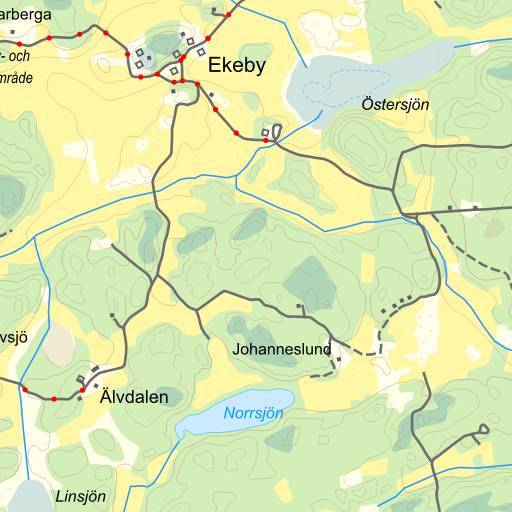 arberga
r- och
mråde
Ekeby
Östersjön
vsjö
Johanneslund
Älvdalen
Norrsjön
Linsjön